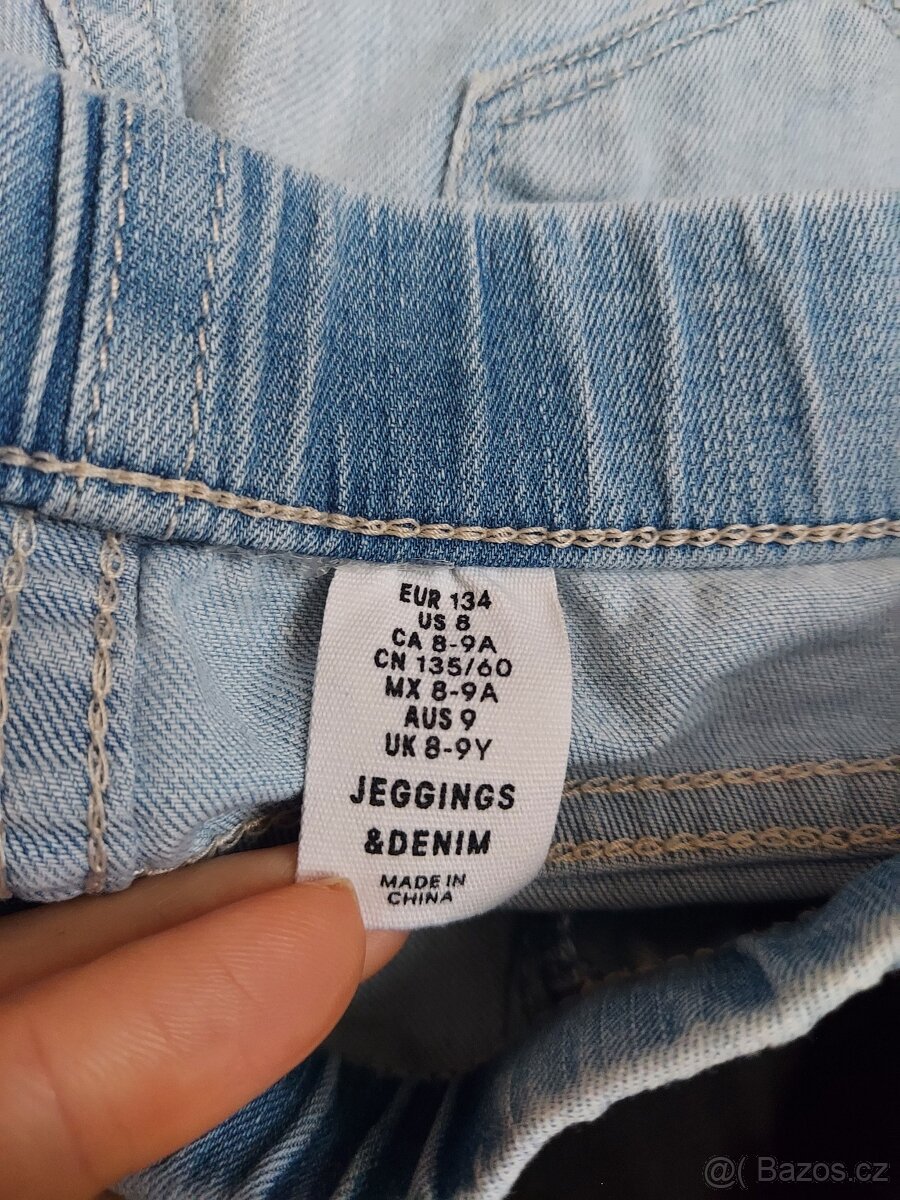 EUR 134
US 8
CA 8-9A
CN 135/60
MX 8-9A
AUS 9
UK 8-9Y
JEGGINGS
&DENIM
MADE IN
CHINA
@( Bazos.cz